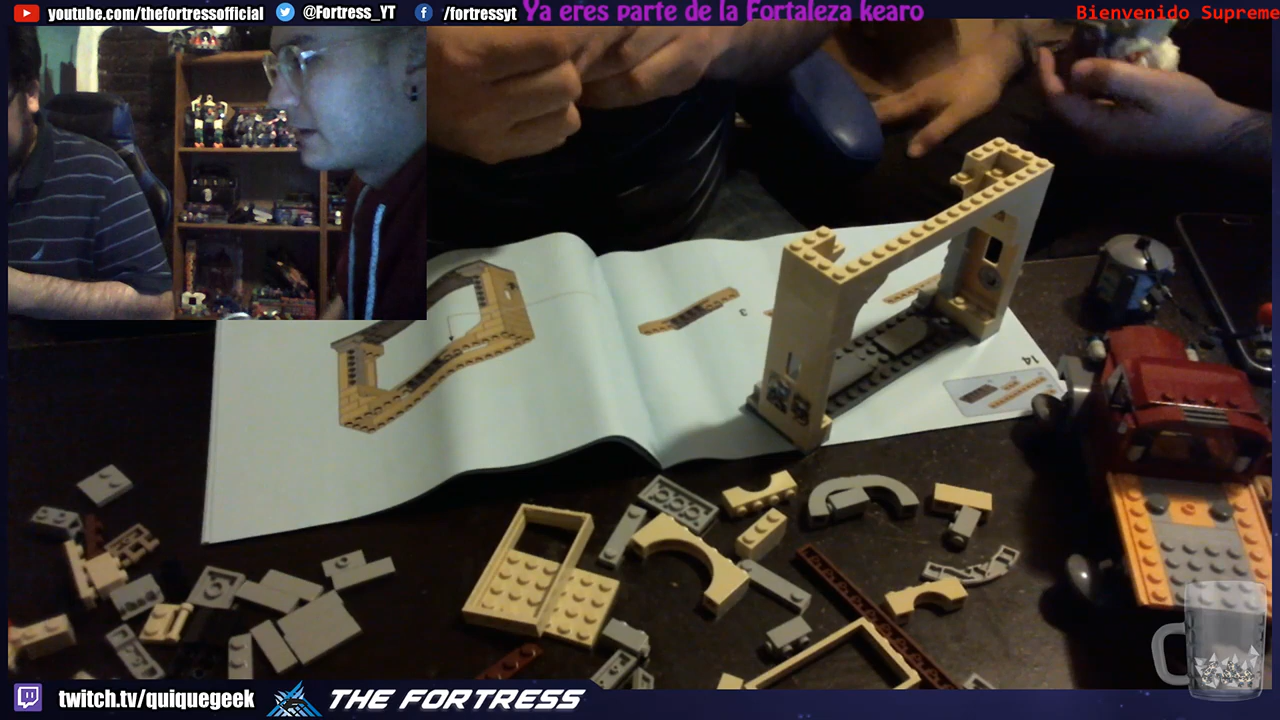 youtube.com/thefortressofficial
@Fortress_YT
/fortressyt
Ya eres parte de la Fortaleza kearo
Bienvenido Supreme
3
14
twitch.tv/quiquegeek
THE FORTRESS